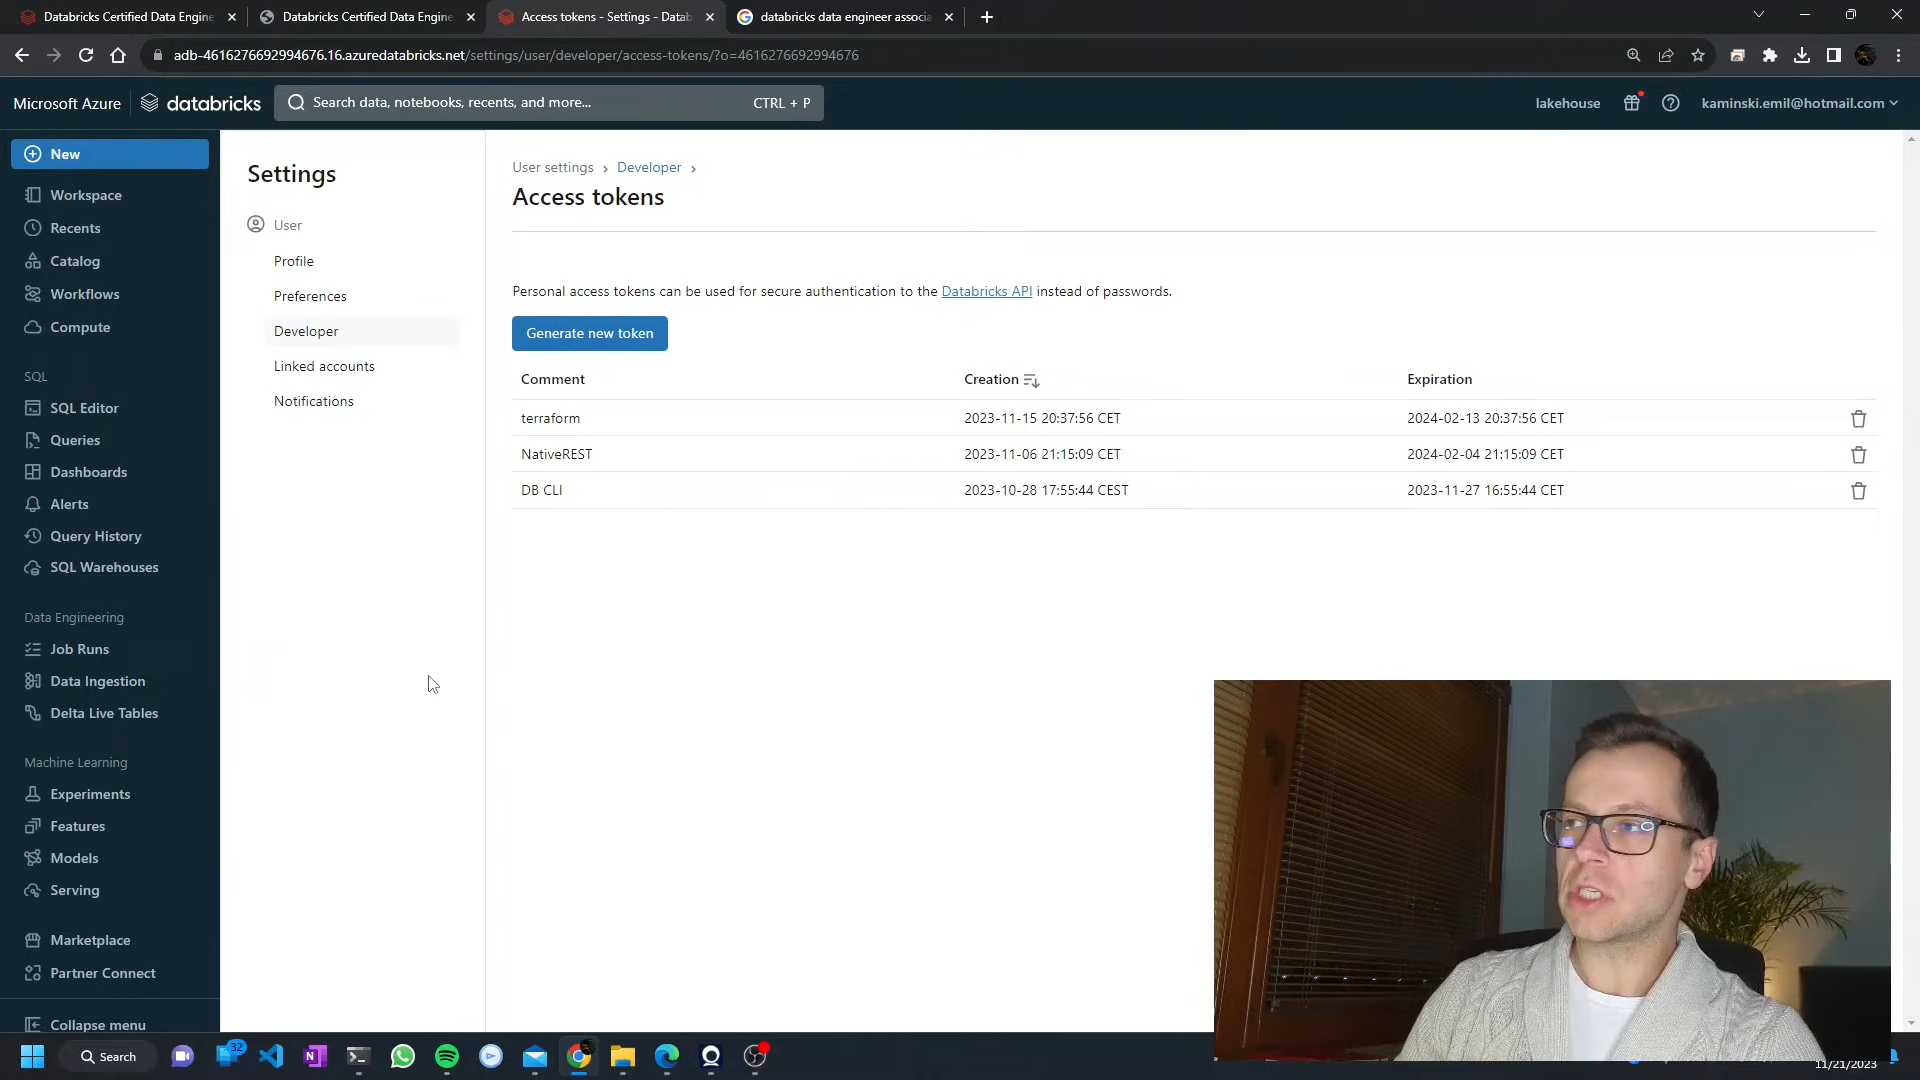 Databricks Certified Data Engine
Databricks Certified Data Engine
Access tokens - Settings - Datab
databricks data engineer associa
adb-4616276692994676.16.azuredatabricks.net/settings/user/developer/access-tokens/?o=4616276692994676
Microsoft Azure
databricks
Search data, notebooks, recents, and more...
CTRL + P
lakehouse
kaminski.emil@hotmail.com
New
Workspace
Recents
Catalog
Workflows
Compute
SQL
SQL Editor
Queries
Dashboards
Alerts
Query History
SQL Warehouses
Data Engineering
Job Runs
Data Ingestion
Delta Live Tables
Machine Learning
Experiments
Features
Models
Serving
Marketplace
Partner Connect
Collapse menu
Settings
User
Profile
Preferences
Developer
Linked accounts
Notifications
User settings > Developer >
Access tokens
Personal access tokens can be used for secure authentication to the Databricks API instead of passwords.
Generate new token
Comment Creation Expiration
terraform 2023-11-15 20:37:56 CET 2024-02-13 20:37:56 CET
NativeREST 2023-11-06 21:15:09 CET 2024-02-04 21:15:09 CET
DB CLI 2023-10-28 17:55:44 CEST 2023-11-27 16:55:44 CET
Search
32
11/21/2023